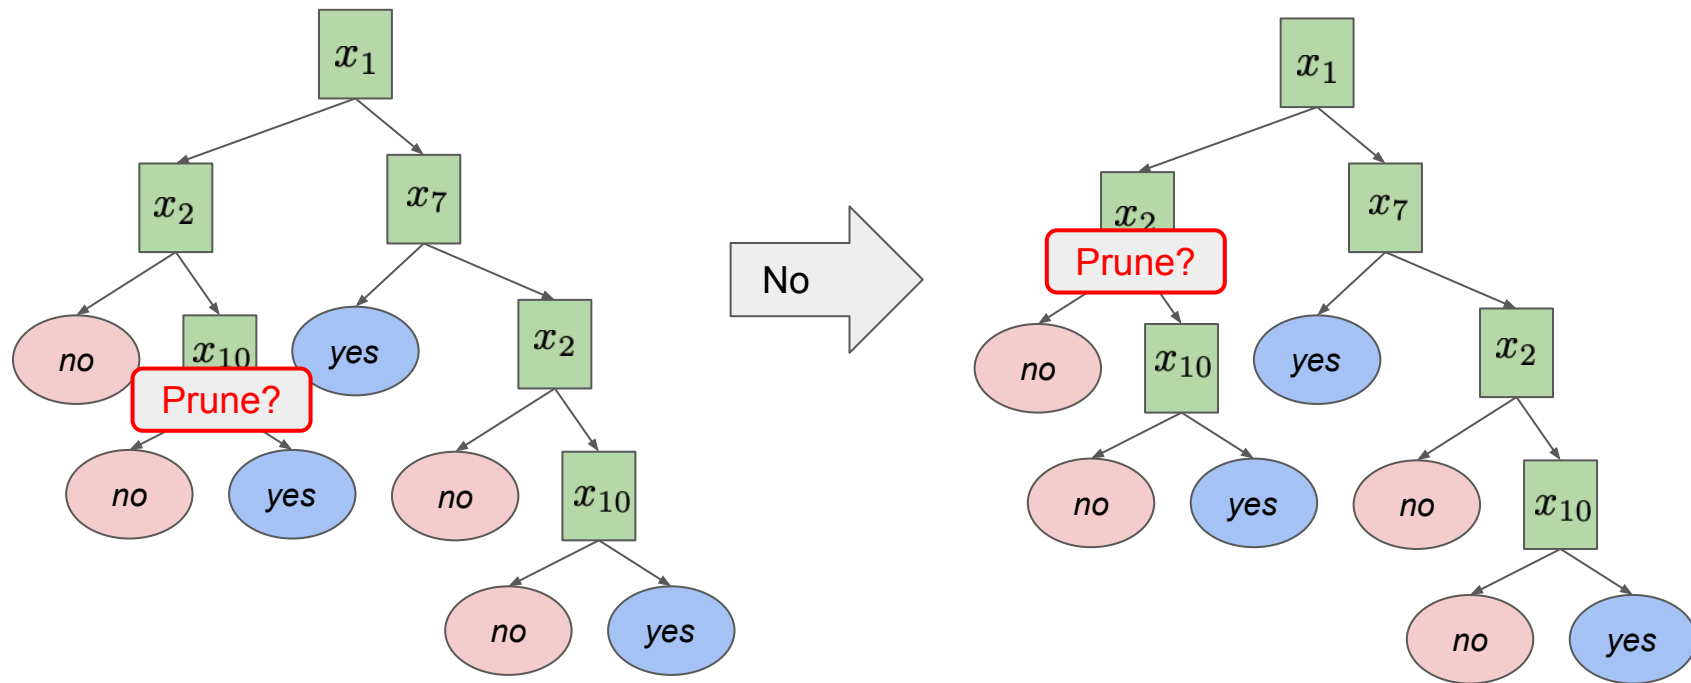 x1
x2
x7
no
x10
yes
x2
Prune?
no
yes
no
x10
no
yes
No
x1
x2
x7
Prune?
no
x10
yes
x2
no
yes
no
x10
no
yes